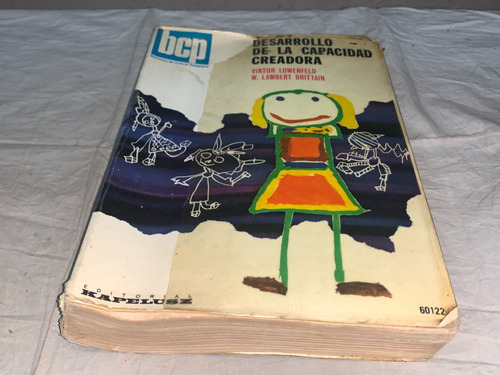 bcp
DESARROLLO
DE LA CAPACIDAD
CREADORA
VIKTOR LOWENFELD
W. LAMBERT BRITTAIN
EDITORIAL
KAPELUSZ
60122